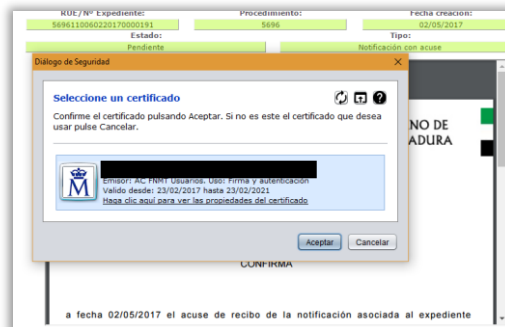 RUE/Nº Expediente: Procedimiento: Fecha creación:
5696110060220170000191 5696 02/05/2017
Estado: Tipo:
Pendiente Notificación con acuse
Diálogo de Seguridad
Seleccione un certificado
Confirme el certificado pulsando Aceptar. Si no es este el certificado que desea
usar pulse Cancelar.
NO DE
ADURA
Emisor: AC FNMT Usuarios. Uso: Firma y autenticación
Valido desde: 23/02/2017 hasta 23/02/2021
Haga clic aquí para ver las propiedades del certificado
Aceptar Cancelar
CONFIRMA
a fecha 02/05/2017 el acuse de recibo de la notificación asociada al expediente